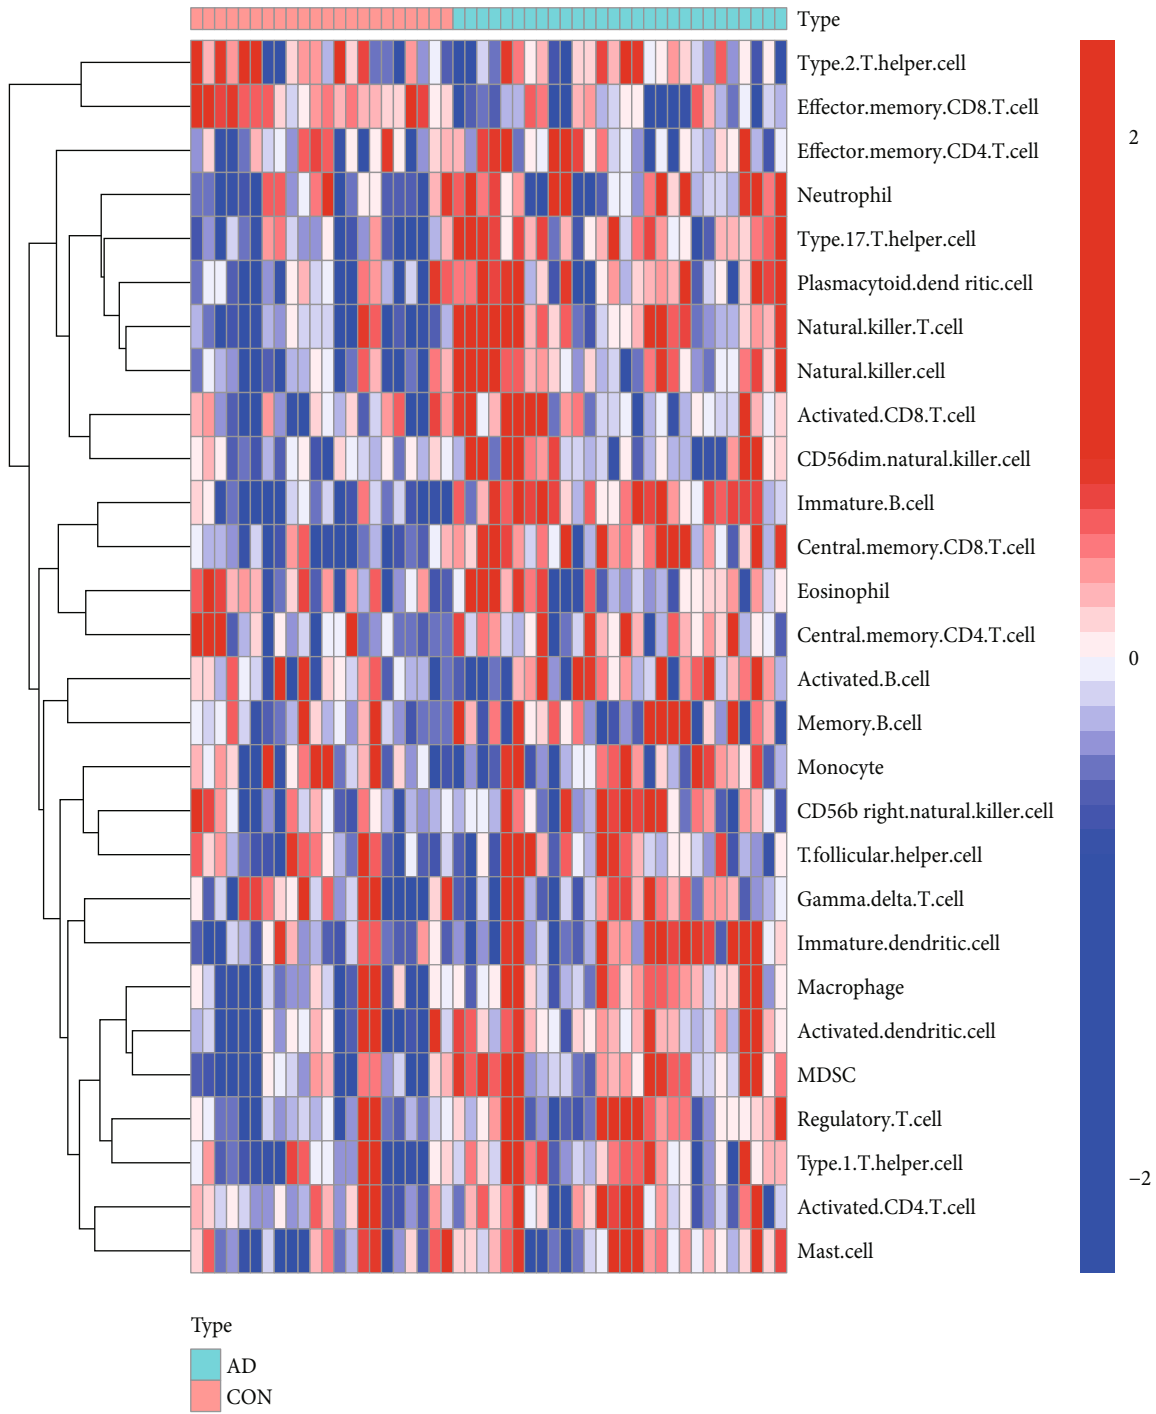 Type
Type.2.T.helper.cell
Effector.memory.CD8.T.cell
Effector.memory.CD4.T.cell
Neutrophil
Type.17.T.helper.cell
Plasmacytoid.dend ritic.cell
Natural.killer.T.cell
Natural.killer.cell
Activated.CD8.T.cell
CD56dim.natural.killer.cell
Immature.B.cell
Central.memory.CD8.T.cell
Eosinophil
Central.memory.CD4.T.cell
Activated.B.cell
Memory.B.cell
Monocyte
CD56b right.natural.killer.cell
T.follicular.helper.cell
Gamma.delta.T.cell
Immature.dendritic.cell
Macrophage
Activated.dendritic.cell
MDSC
Regulatory.T.cell
Type.1.T.helper.cell
Activated.CD4.T.cell
Mast.cell
2
0
−2
Type
AD
CON